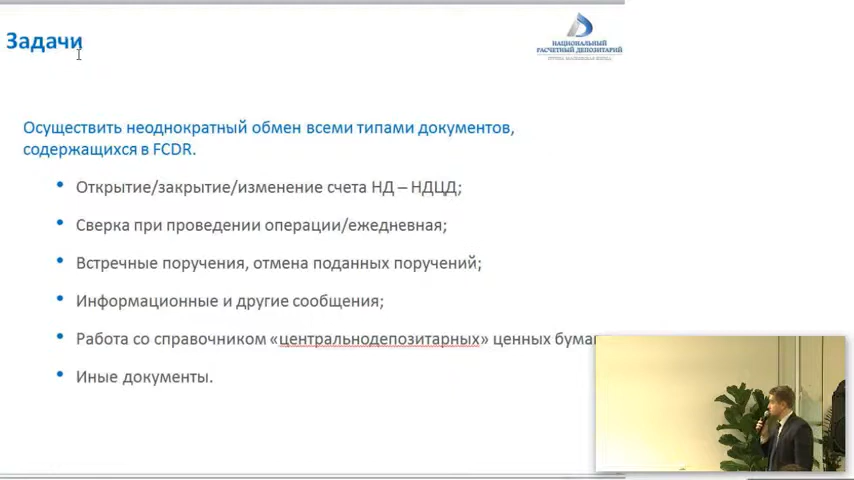 Задачи
НАЦИОНАЛЬНЫЙ
РАСЧЕТНЫЙ ДЕПОЗИТАРИЙ
Осуществить неоднократный обмен всеми типами документов,
содержащихся в FCDR.
• Открытие/закрытие/изменение счета НД – НДЦД;
• Сверка при проведении операции/ежедневная;
• Встречные поручения, отмена поданных поручений;
• Информационные и другие сообщения;
• Работа со справочником «центральнодепозитарных» ценных бума
• Иные документы.